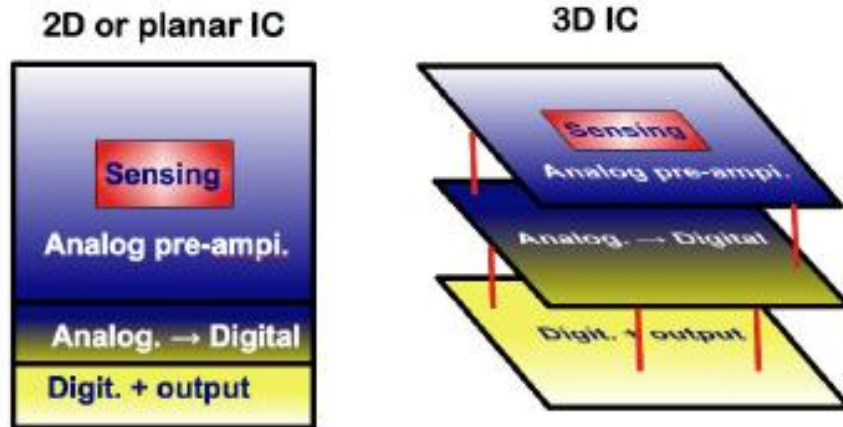 2D or planar IC
Sensing
Analog pre-ampi.
Analog. → Digital
Digit. + output
3D IC
Sensing
Analog pre-ampi.
Analog. → Digital
Digit. + output